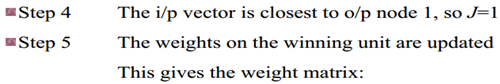 Step 4 The i/p vector is closest to o/p node 1, so J=1
Step 5 The weights on the winning unit are updated
This gives the weight matrix: